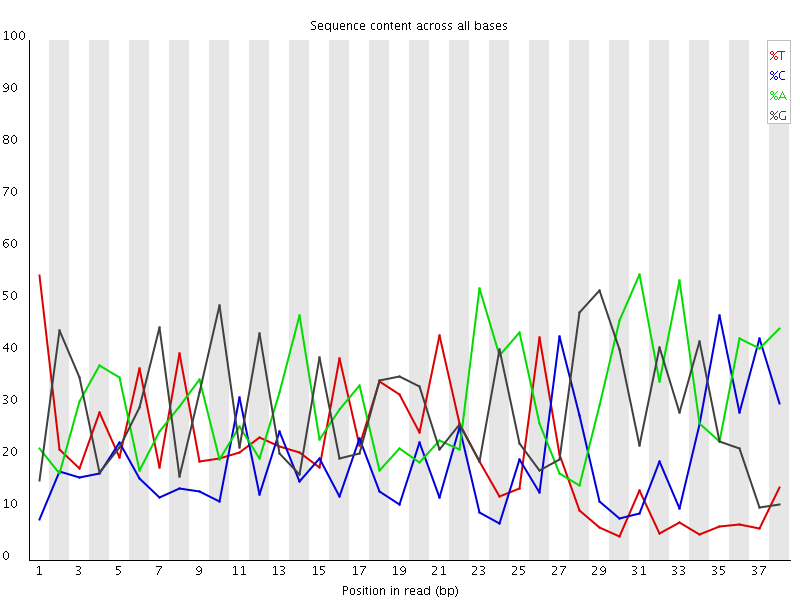 Sequence content across all bases
100
90
80
70
60
50
40
30
20
10
0
%T
%C
%A
%G
1 3 5 7 9 11 13 15 17 19 21 23 25 27 29 31 33 35 37
Position in read (bp)